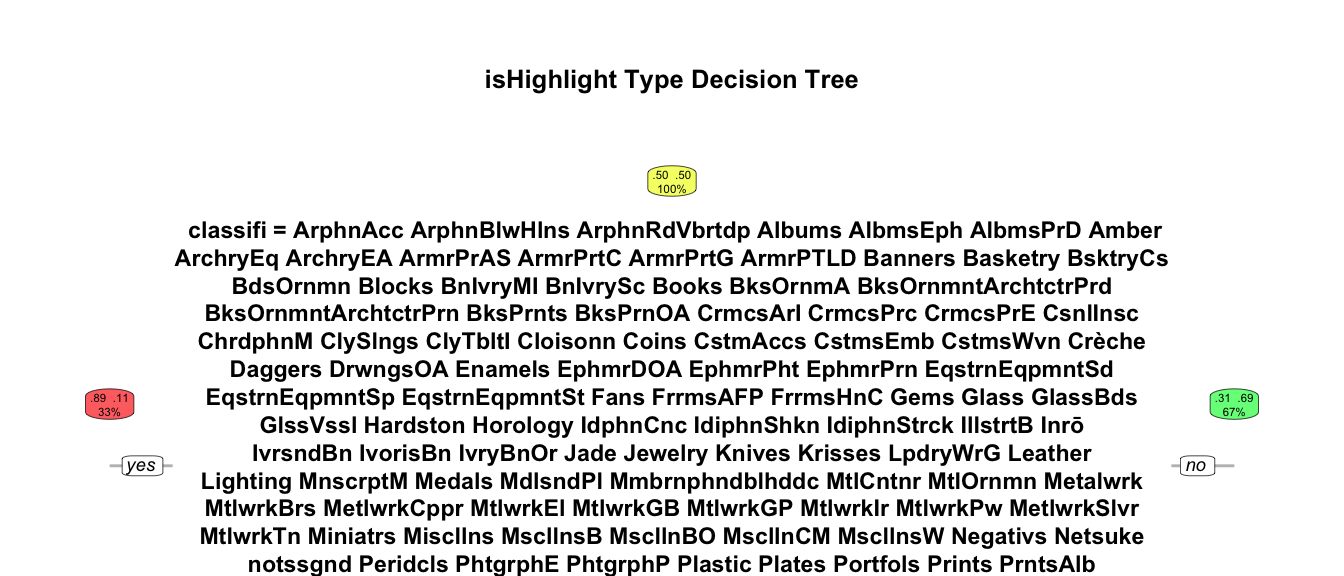 isHighlight Type Decision Tree
.50 .50
100%
classifi = ArphnAcc ArphnBlwHlns ArphnRdVbrtdp Albums AlbmsEph AlbmsPrD Amber
ArchryEq ArchryEA ArmrPrAS ArmrPrtC ArmrPrtG ArmrPTLD Banners Basketry BsktryCs
BdsOrnmn Blocks BnIvryMl BnIvrySc Books BksOrnmA BksOrnmntArchtctrPrd
BksOrnmntArchtctrPrn BksPrnts BksPrnOA CrmcsArI CrmcsPrc CrmcsPrE CsnlInsc
ChrdphnM ClySlngs ClyTbltI Cloisonn Coins CstmAccs CstmsEmb CstmsWvn Crèche
Daggers DrwngsOA Enamels EphmrDOA EphmrPht EphmrPrn EqstrnEqpmntSd
.89 .11
33%
EqstrnEqpmntSp EqstrnEqpmntSt Fans FrrmsAFP FrrmsHnC Gems Glass GlassBds
.31 .69
67%
GlssVssl Hardston Horology IdphnCnc IdiphnShkn IdiphnStrck IllstrtB Inrō
IvrsndBn IvorisBn IvryBnOr Jade Jewelry Knives Krisses LpdryWrG Leather
yes
no
Lighting MnscrptM Medals MdlsndPl Mmbrnphndblhddc MtlCntnr MtlOrnmn Metalwrk
MtlwrkBrs MetlwrkCppr MtlwrkEl MtlwrkGB MtlwrkGP MtlwrkIr MtlwrkPw MetlwrkSlvr
MtlwrkTn Miniatrs Miscllns MscllnsB MscllnBO MscllnCM MscllnsW Negativs Netsuke
notssgnd Peridcls PhtgrphE PhtgrphP Plastic Plates Portfols Prints PrntsAlb